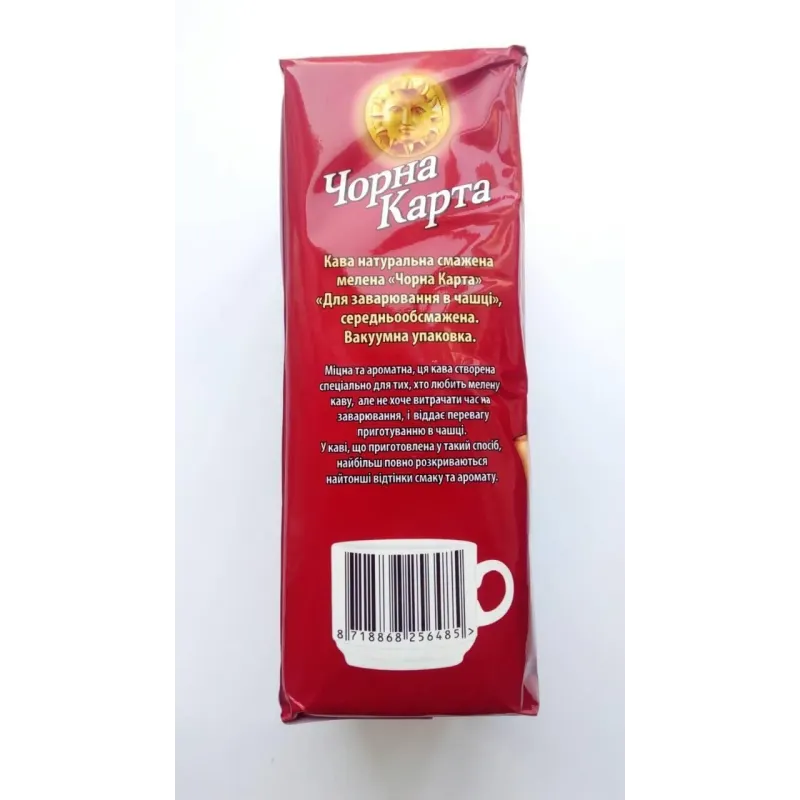 Чорна
Карта
Кава натуральна смажена
мелена «Чорна Карта»
«Для заварювання в чашці»,
середньообсмажена.
Вакуумна упаковка.
Міцна та ароматна, ця кава створена
спеціально для тих, хто любить мелену
каву, але не хоче витрачати час на
заварювання, і віддає перевагу
приготуванню в чашці.
У каві, що приготовлена у такий спосіб,
найбільш повно розкриваються
найтонші відтінки смаку та аромату.
8 718868 256485 >